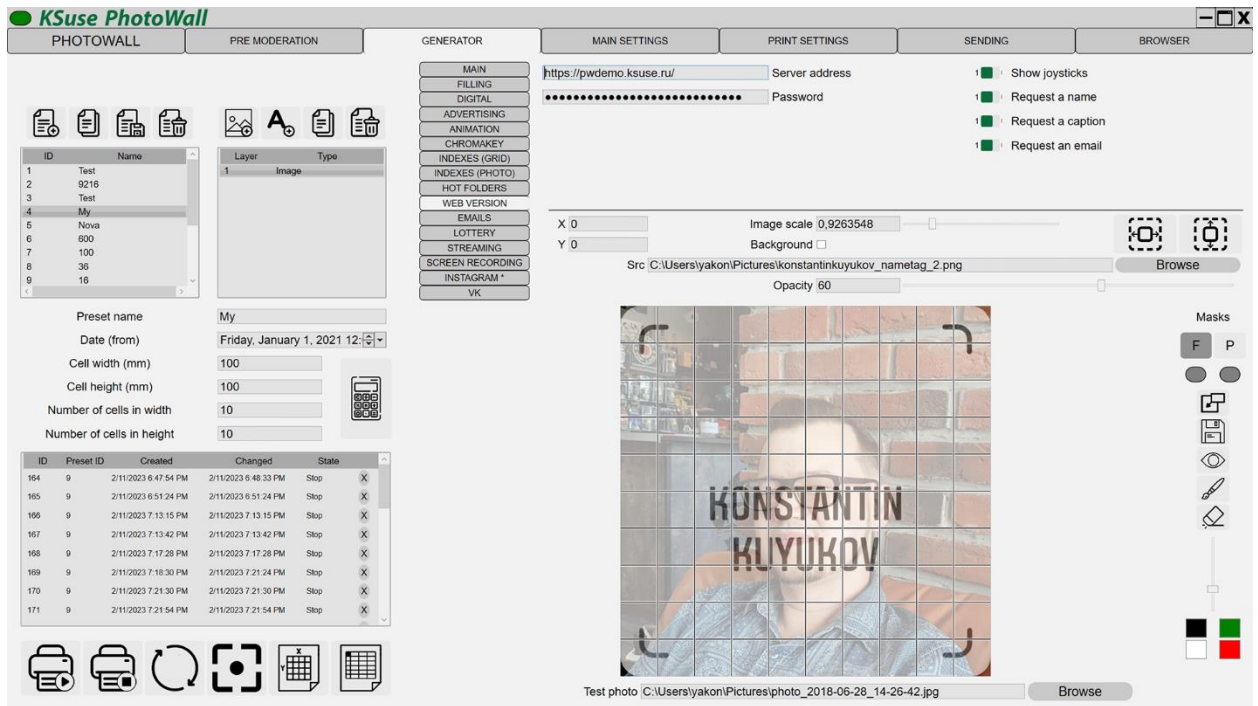 KSuse PhotoWall
PHOTOWALL PRE MODERATION GENERATOR MAIN SETTINGS PRINT SETTINGS SENDING BROWSER
MAIN
FILLING
DIGITAL
ADVERTISING
ANIMATION
CHROMAKEY
INDEXES (GRID)
INDEXES (PHOTO)
HOT FOLDERS
WEB VERSION
EMAILS
LOTTERY
STREAMING
SCREEN RECORDING
INSTAGRAM *
VK
https://pwdemo.ksuse.ru/ Server address
Password
Show joysticks
Request a name
Request a caption
Request an email
ID Name
1 Test
2 9216
3 Test
4 My
5 Nova
6 600
7 100
8 36
9 16
Layer Type
1 Image
X 0
Y 0
Image scale 0,9263548
Background
Src C:\Users\yakon\Pictures\konstantinkuyukov_nametag_2.png Browse
Opacity 60
Preset name My
Date (from) Friday, January 1, 2021 12:
Cell width (mm) 100
Cell height (mm) 100
Number of cells in width 10
Number of cells in height 10
ID Preset ID Created Changed State
164 9 2/11/2023 6:47:54 PM 2/11/2023 6:48:33 PM Stop X
165 9 2/11/2023 6:51:24 PM 2/11/2023 6:51:24 PM Stop X
166 9 2/11/2023 7:13:15 PM 2/11/2023 7:13:15 PM Stop X
167 9 2/11/2023 7:13:42 PM 2/11/2023 7:13:42 PM Stop X
168 9 2/11/2023 7:17:28 PM 2/11/2023 7:17:28 PM Stop X
169 9 2/11/2023 7:18:30 PM 2/11/2023 7:21:24 PM Stop X
170 9 2/11/2023 7:21:30 PM 2/11/2023 7:21:30 PM Stop X
171 9 2/11/2023 7:21:54 PM 2/11/2023 7:21:54 PM Stop X
KONSTANTIN
KUYUKOV
Masks
F P
Test photo C:\Users\yakon\Pictures\photo_2018-06-28_14-26-42.jpg Browse